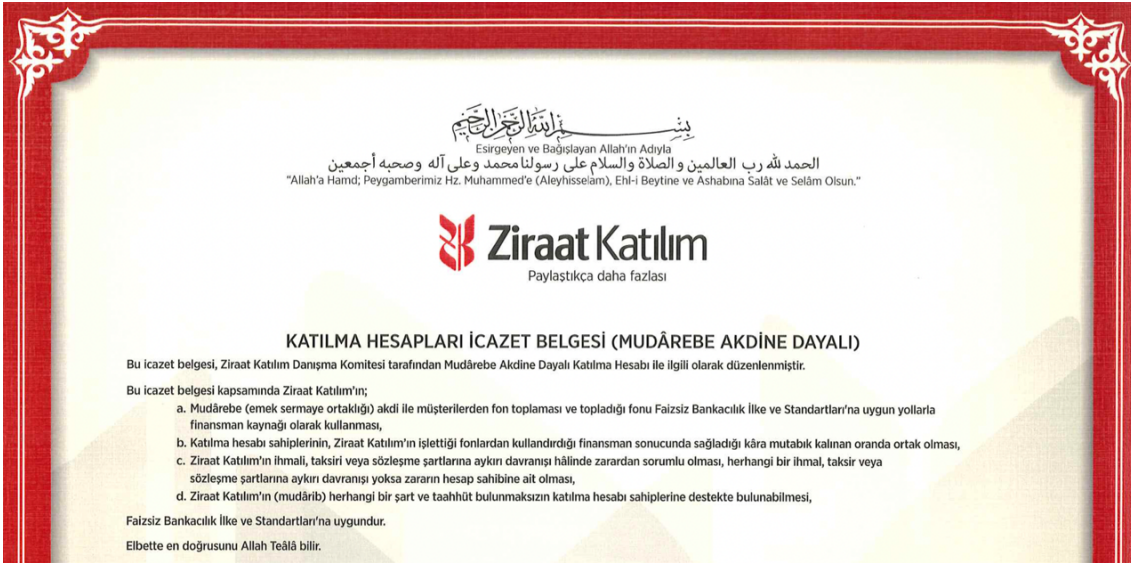 بِسْمِ اللهِ الرَّحْمٰنِ الرَّحِيمِ
Esirgeyen ve Bağışlayan Allah'ın Adıyla
الحمد لله رب العالمين والصلاة والسلام على رسولنا محمد وعلى آله وصحبه أجمعين
“Allah'a Hamd; Peygamberimiz Hz. Muhammed'e (Aleyhisselam), Ehl-i Beytine ve Ashabına Salât ve Selâm Olsun.”
Ziraat Katılım
Paylaştıkça daha fazlası
KATILMA HESAPLARI İCAZET BELGESİ (MUDÂREBE AKDİNE DAYALI)
Bu icazet belgesi, Ziraat Katılım Danışma Komitesi tarafından Mudârebe Akdine Dayalı Katılma Hesabı ile ilgili olarak düzenlenmiştir.
Bu icazet belgesi kapsamında Ziraat Katılım'ın;
a. Mudârebe (emek sermaye ortaklığı) akdi ile müşterilerden fon toplaması ve topladığı fonu Faizsiz Bankacılık İlke ve Standartları'na uygun yollarla
finansman kaynağı olarak kullanması,
b. Katılma hesabı sahiplerinin, Ziraat Katılım'ın işlettiği fonlardan kullandırdığı finansman sonucunda sağladığı kâra mutabık kalınan oranda ortak olması,
c. Ziraat Katılım'ın ihmali, taksiri veya sözleşme şartlarına aykırı davranışı hâlinde zarardan sorumlu olması, herhangi bir ihmal, taksir veya
sözleşme şartlarına aykırı davranışı yoksa zararın hesap sahibine ait olması,
d. Ziraat Katılım'ın (mudârib) herhangi bir şart ve taahhüt bulunmaksızın katılma hesabı sahiplerine destekte bulunabilmesi,
Faizsiz Bankacılık İlke ve Standartları'na uygundur.
Elbette en doğrusunu Allah Teâlâ bilir.